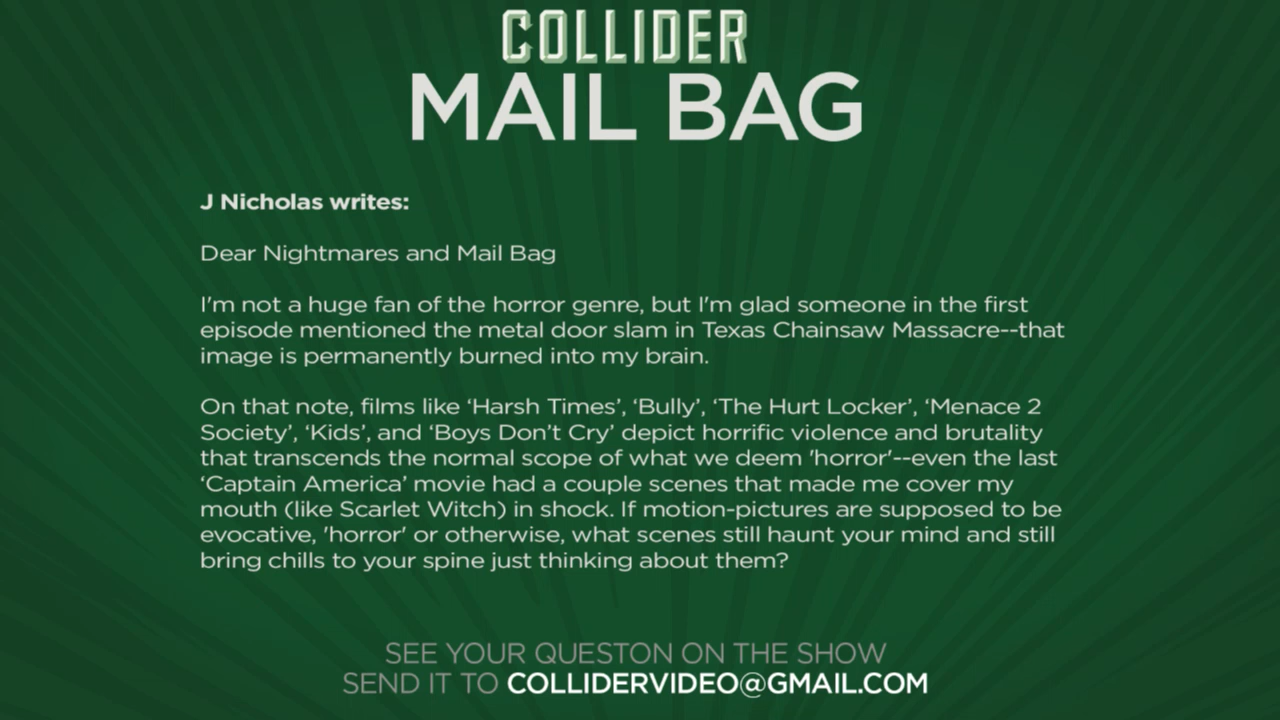 COLLIDER
MAIL BAG
J Nicholas writes:
Dear Nightmares and Mail Bag
I'm not a huge fan of the horror genre, but I'm glad someone in the first
episode mentioned the metal door slam in Texas Chainsaw Massacre--that
image is permanently burned into my brain.
On that note, films like ‘Harsh Times’, ‘Bully’, ‘The Hurt Locker’, ‘Menace 2
Society’, ‘Kids’, and ‘Boys Don’t Cry’ depict horrific violence and brutality
that transcends the normal scope of what we deem 'horror'--even the last
‘Captain America’ movie had a couple scenes that made me cover my
mouth (like Scarlet Witch) in shock. If motion-pictures are supposed to be
evocative, 'horror' or otherwise, what scenes still haunt your mind and still
bring chills to your spine just thinking about them?
SEE YOUR QUESTON ON THE SHOW
SEND IT TO COLLIDERVIDEO@GMAIL.COM